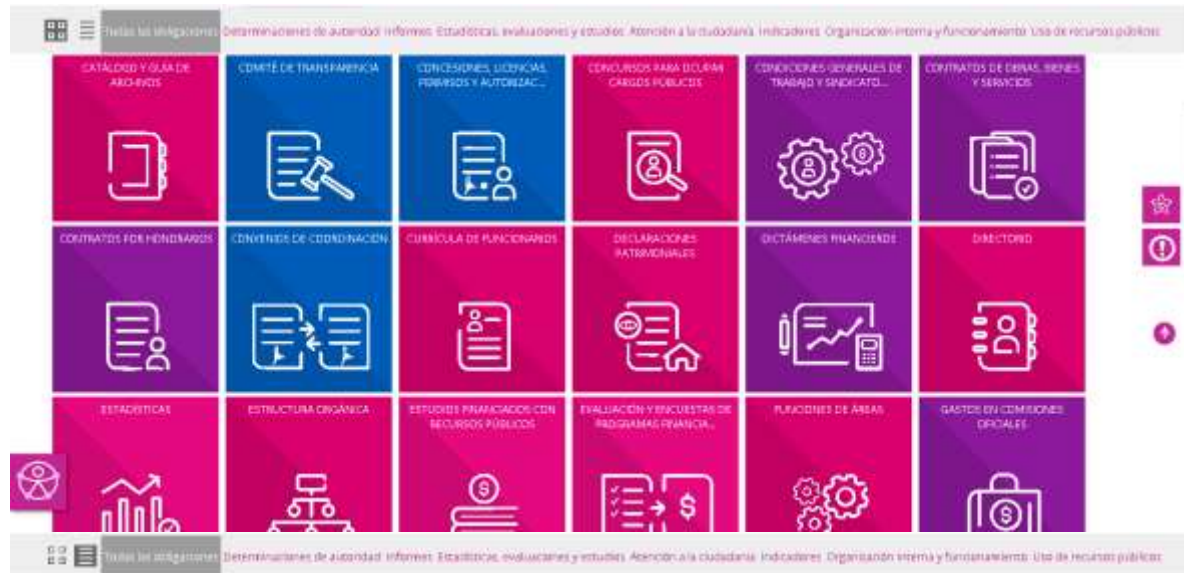 Todas las obligaciones Determinaciones de autoridad Informes Estadísticas, evaluaciones y estudios Atención a la ciudadanía Indicadores Organización interna y funcionamiento Uso de recursos públicos
CATÁLOGO Y GUÍA DE
ARCHIVOS
COMITÉ DE TRANSPARENCIA
CONCESIONES, LICENCIAS,
PERMISOS Y AUTORIZAC...
CONCURSOS PARA OCUPAR
CARGOS PÚBLICOS
CONDICIONES GENERALES DE
TRABAJO Y SINDICATO...
CONTRATOS DE OBRAS, BIENES
Y SERVICIOS
CONTRATOS POR HONORARIOS
CONVENIOS DE COORDINACIÓN
CURRÍCULA DE FUNCIONARIOS
DECLARACIONES
PATRIMONIALES
DICTÁMENES FINANCIEROS
DIRECTORIO
ESTADÍSTICAS
ESTRUCTURA ORGÁNICA
ESTUDIOS FINANCIADOS CON
RECURSOS PÚBLICOS
EVALUACIÓN Y ENCUESTAS DE
PROGRAMAS FINANCIA...
FUNCIONES DE ÁREAS
GASTOS EN COMISIONES
OFICIALES
Todas las obligaciones Determinaciones de autoridad Informes Estadísticas, evaluaciones y estudios Atención a la ciudadanía Indicadores Organización interna y funcionamiento Uso de recursos públicos